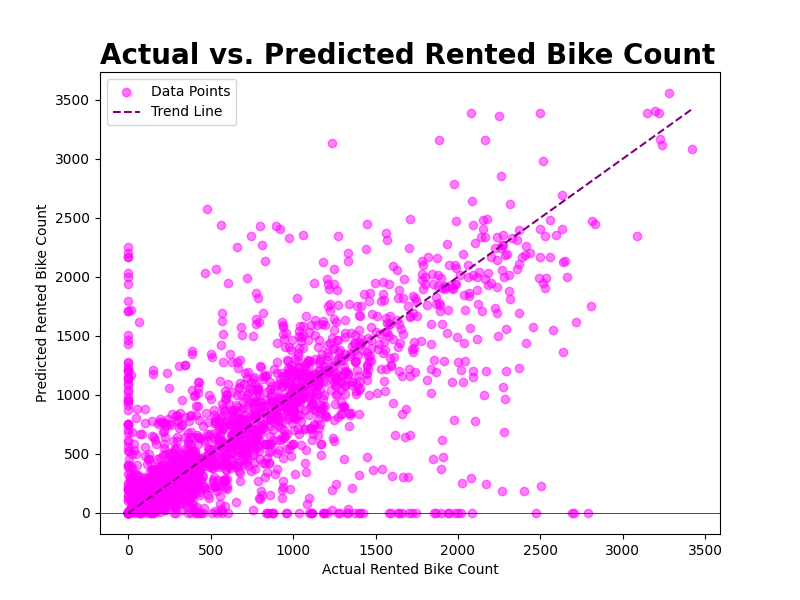 Actual vs. Predicted Rented Bike Count
Data Points
Trend Line
3500
3000
2500
2000
1500
1000
500
0
Predicted Rented Bike Count
0 500 1000 1500 2000 2500 3000 3500
Actual Rented Bike Count